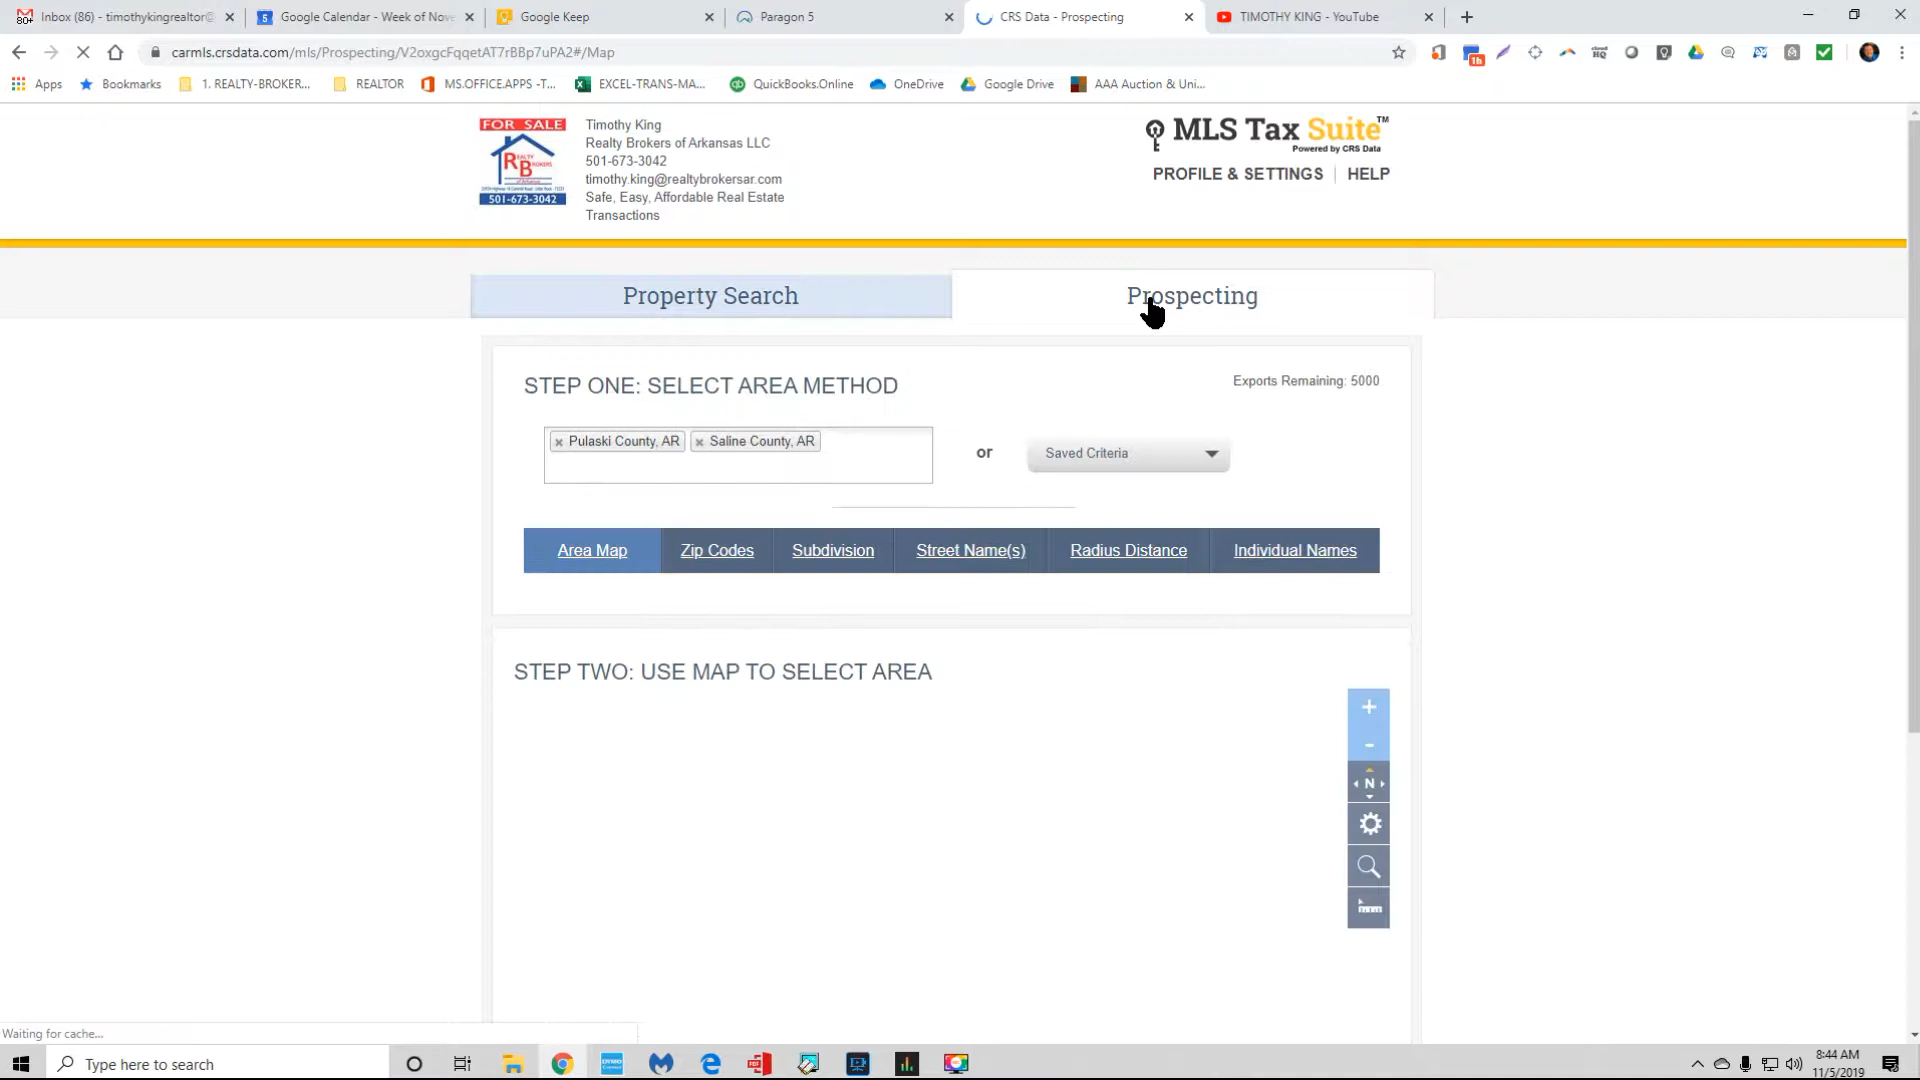 Inbox (86) - timothykingrealtor@
Google Calendar - Week of Nove
Google Keep
Paragon 5
CRS Data - Prospecting
TIMOTHY KING - YouTube
carmls.crsdata.com/mls/Prospecting/V2oxgcFqqetAT7rBBp7uPA2#/Map
Apps
Bookmarks
1. REALTY-BROKER...
REALTOR
MS.OFFICE.APPS -T...
EXCEL-TRANS-MA...
QuickBooks.Online
OneDrive
Google Drive
AAA Auction & Uni...
FOR SALE
REALTY
BROKERS
501-673-3042
Timothy King
Realty Brokers of Arkansas LLC
501-673-3042
timothy.king@realtybrokersar.com
Safe, Easy, Affordable Real Estate
Transactions
MLS Tax Suite™
Powered by CRS Data
PROFILE & SETTINGS | HELP
Property Search
Prospecting
STEP ONE: SELECT AREA METHOD
Exports Remaining: 5000
× Pulaski County, AR × Saline County, AR
or
Saved Criteria
Area Map
Zip Codes
Subdivision
Street Name(s)
Radius Distance
Individual Names
STEP TWO: USE MAP TO SELECT AREA
+
-
N
Waiting for cache...
Type here to search
8:44 AM
11/5/2019